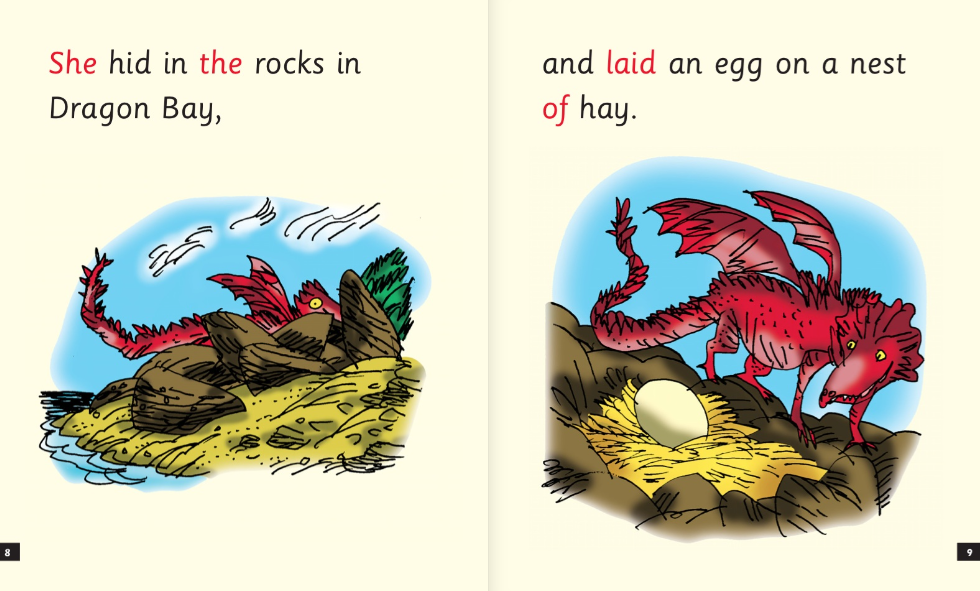 She hid in the rocks in
Dragon Bay,
8
and laid an egg on a nest
of hay.
9